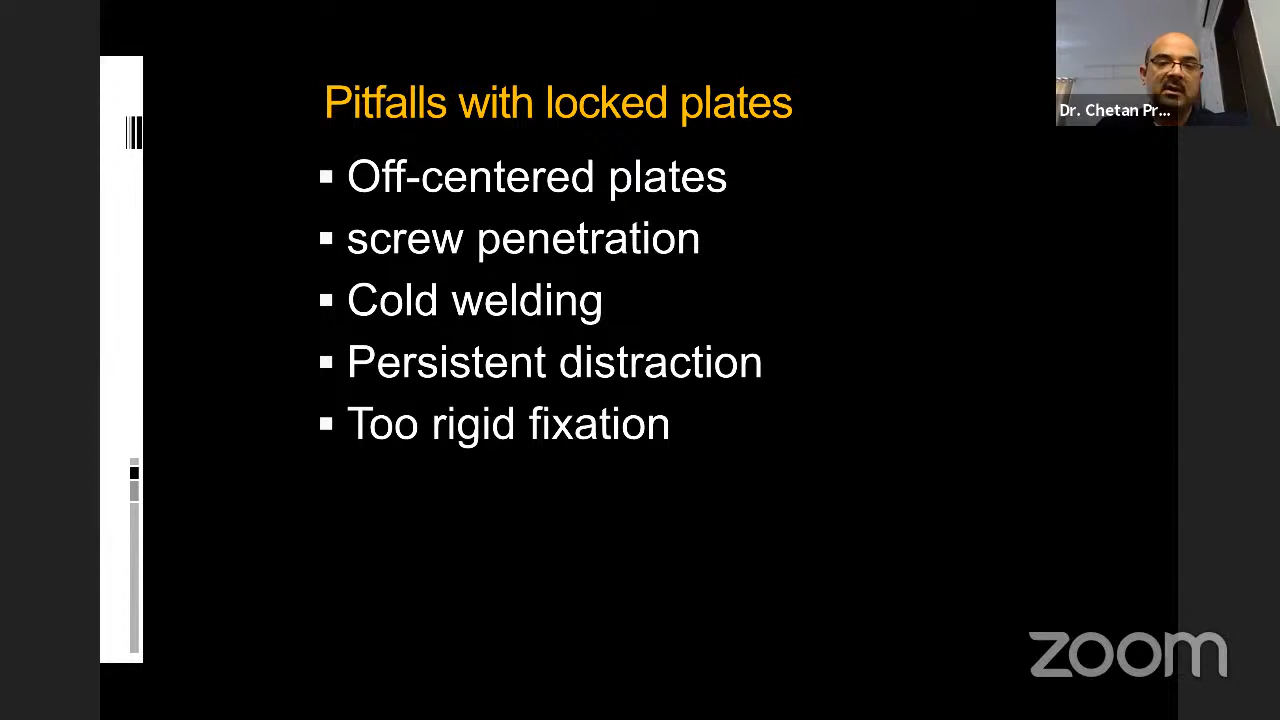 Pitfalls with locked plates
Off-centered plates
screw penetration
Cold welding
Persistent distraction
Too rigid fixation
Dr. Chetan Pr...
zoom